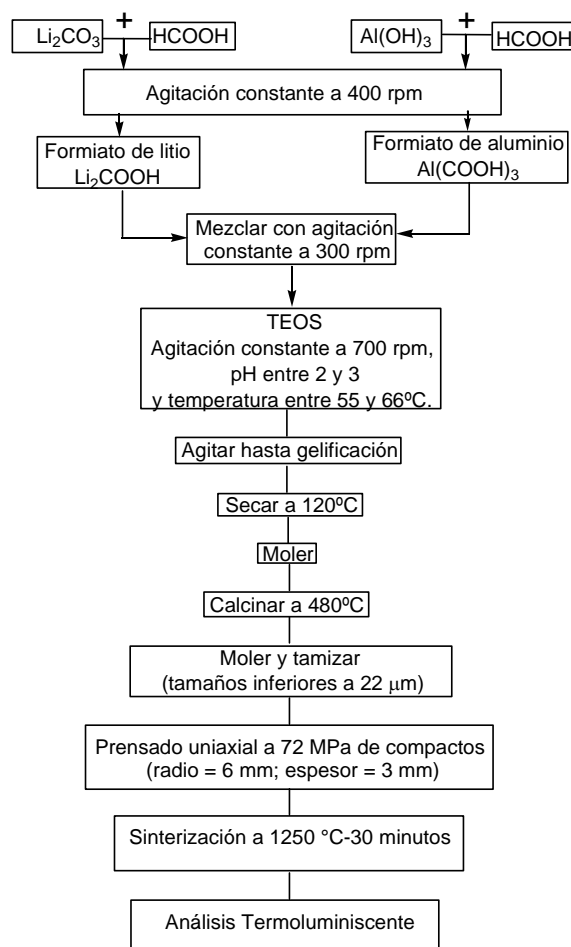 Li₂CO₃ + HCOOH
Al(OH)₃ + HCOOH
Agitación constante a 400 rpm
Formiato de litio
Li₂COOH
Formiato de aluminio
Al(COOH)₃
Mezclar con agitación
constante a 300 rpm
TEOS
Agitación constante a 700 rpm,
pH entre 2 y 3
y temperatura entre 55 y 66ºC.
Agitar hasta gelificación
Secar a 120ºC
Moler
Calcinar a 480ºC
Moler y tamizar
(tamaños inferiores a 22 μm)
Prensado uniaxial a 72 MPa de compactos
(radio = 6 mm; espesor = 3 mm)
Sinterización a 1250 °C-30 minutos
Análisis Termoluminiscente